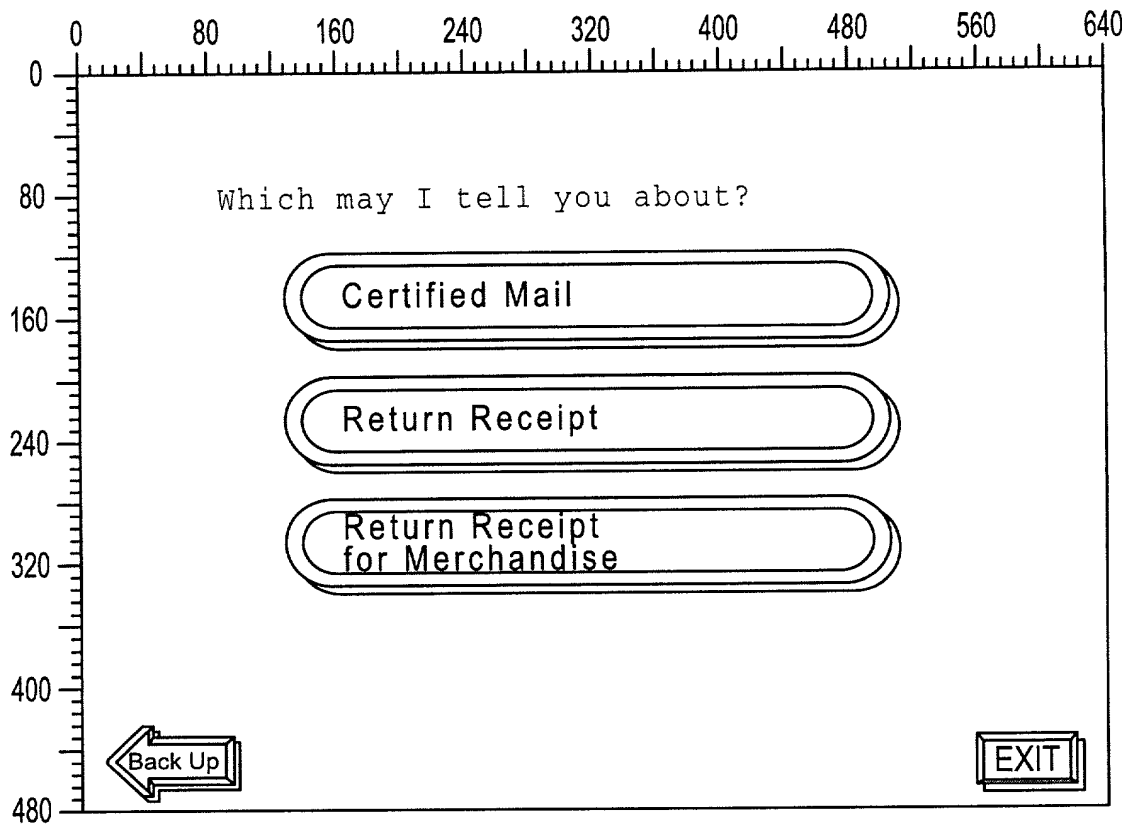 0 80 160 240 320 400 480 560 640
0
80
Which may I tell you about?
Certified Mail
160
Return Receipt
240
Return Receipt
for Merchandise
320
400
Back Up
EXIT
480